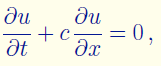 ∂u/∂t + c ∂u/∂x = 0 ,